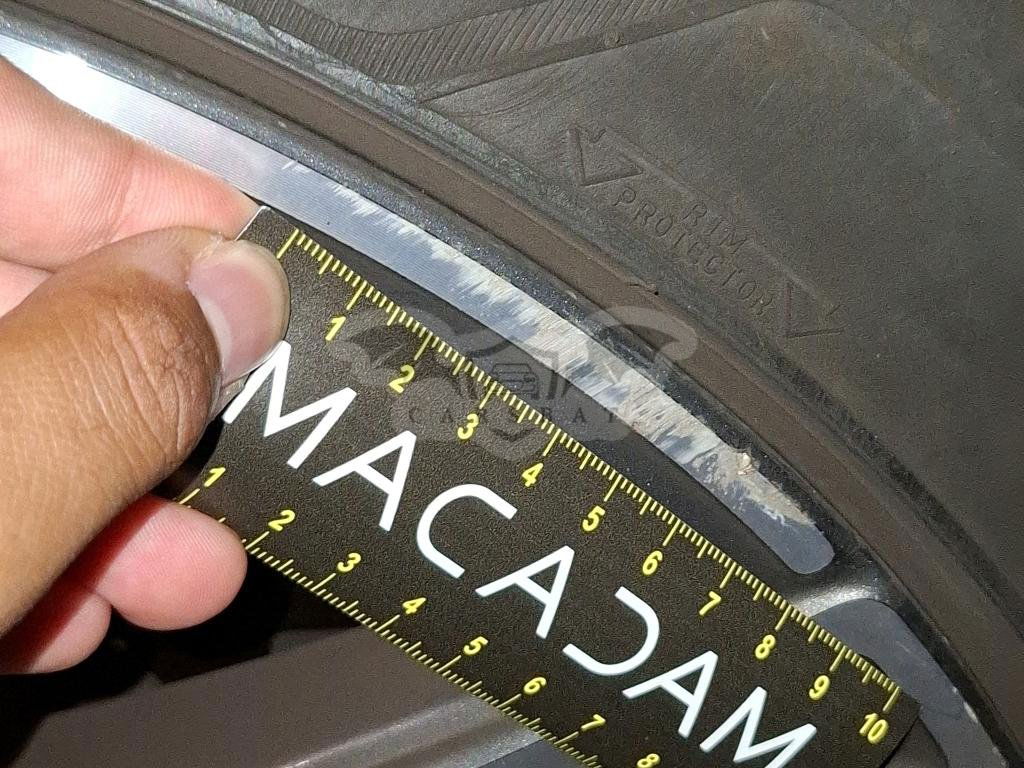 RIM
PROTECTOR
1 2 3 4 5 6 7 8 9 10
MACADAM
1 2 3 4 5 6 7 8